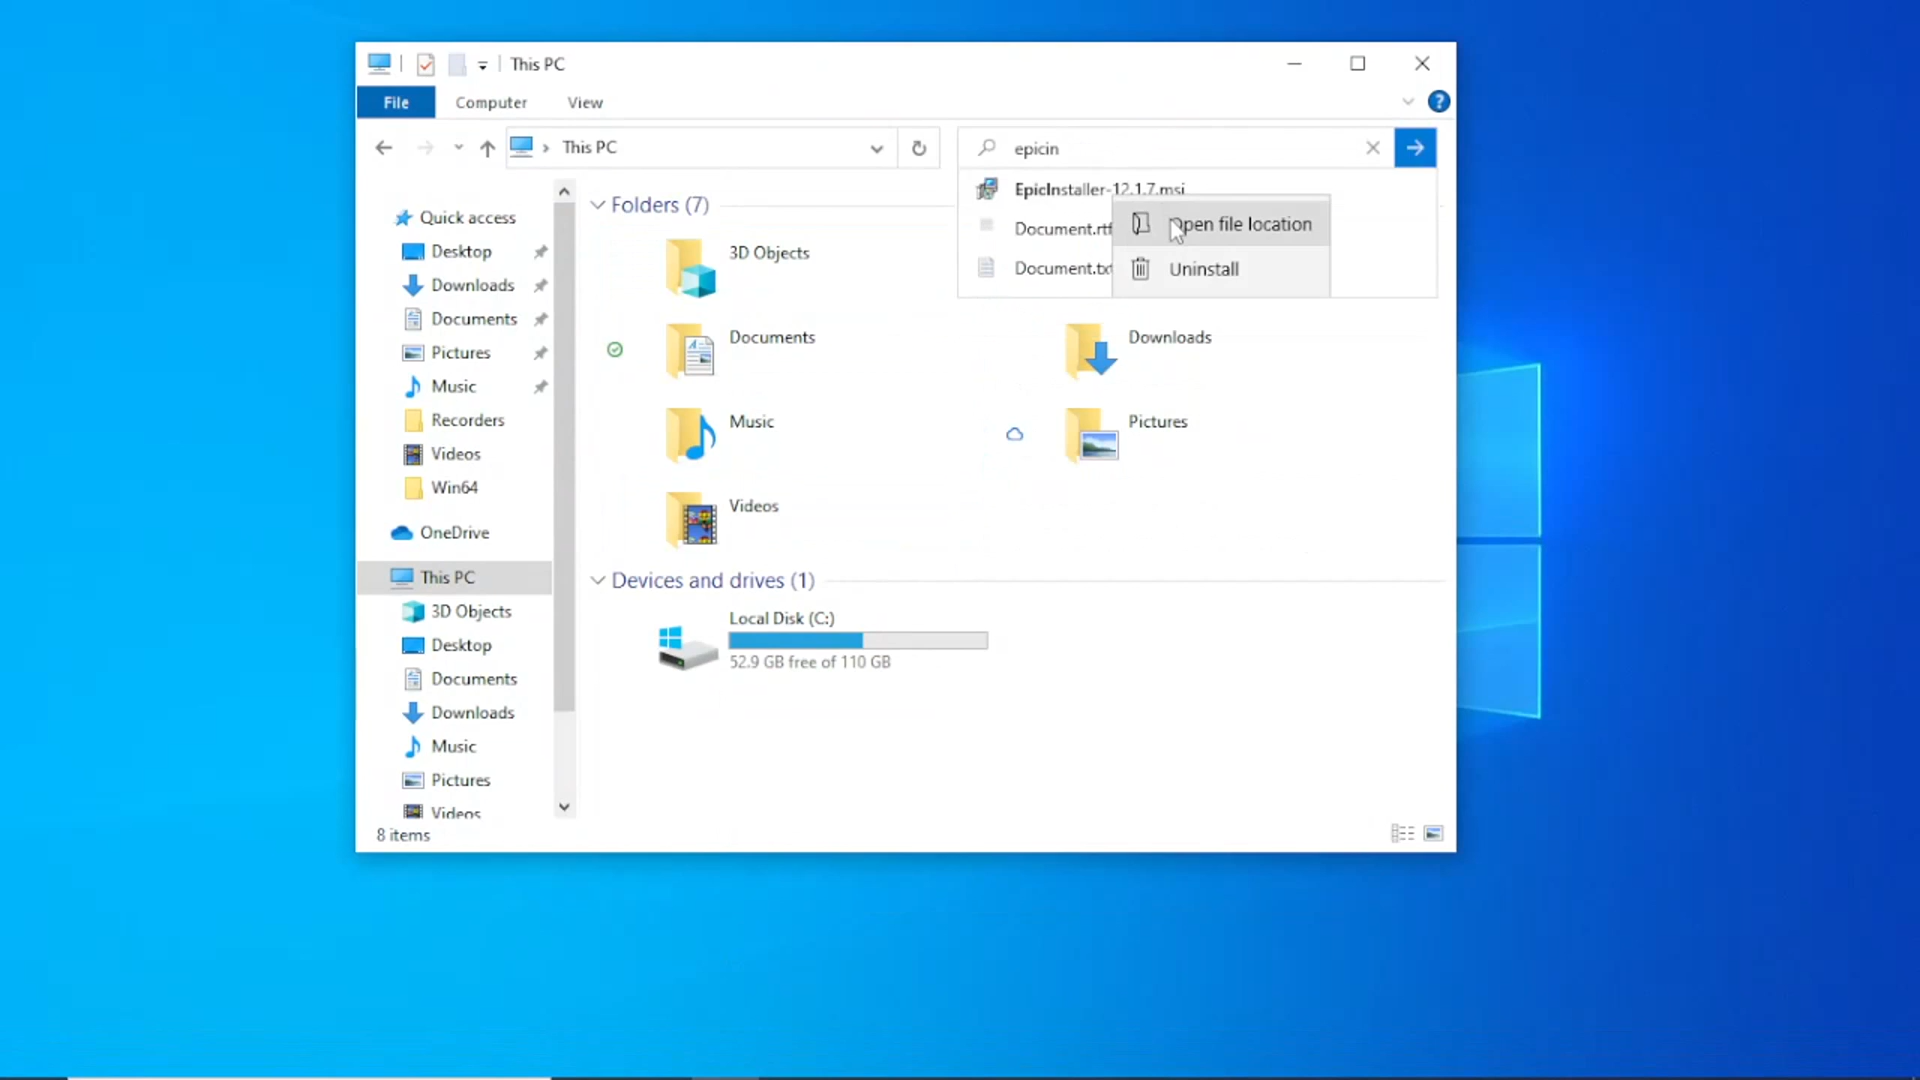 This PC
File
Computer
View
This PC
epicin
EpicInstaller-12.1.7.msi
Document.rtf
Document.txt
Open file location
Uninstall
Quick access
Desktop
Downloads
Documents
Pictures
Music
Recorders
Videos
Win64
OneDrive
This PC
3D Objects
Desktop
Documents
Downloads
Music
Pictures
Videos
Folders (7)
3D Objects
Documents
Downloads
Music
Pictures
Videos
Devices and drives (1)
Local Disk (C:)
52.9 GB free of 110 GB
8 items